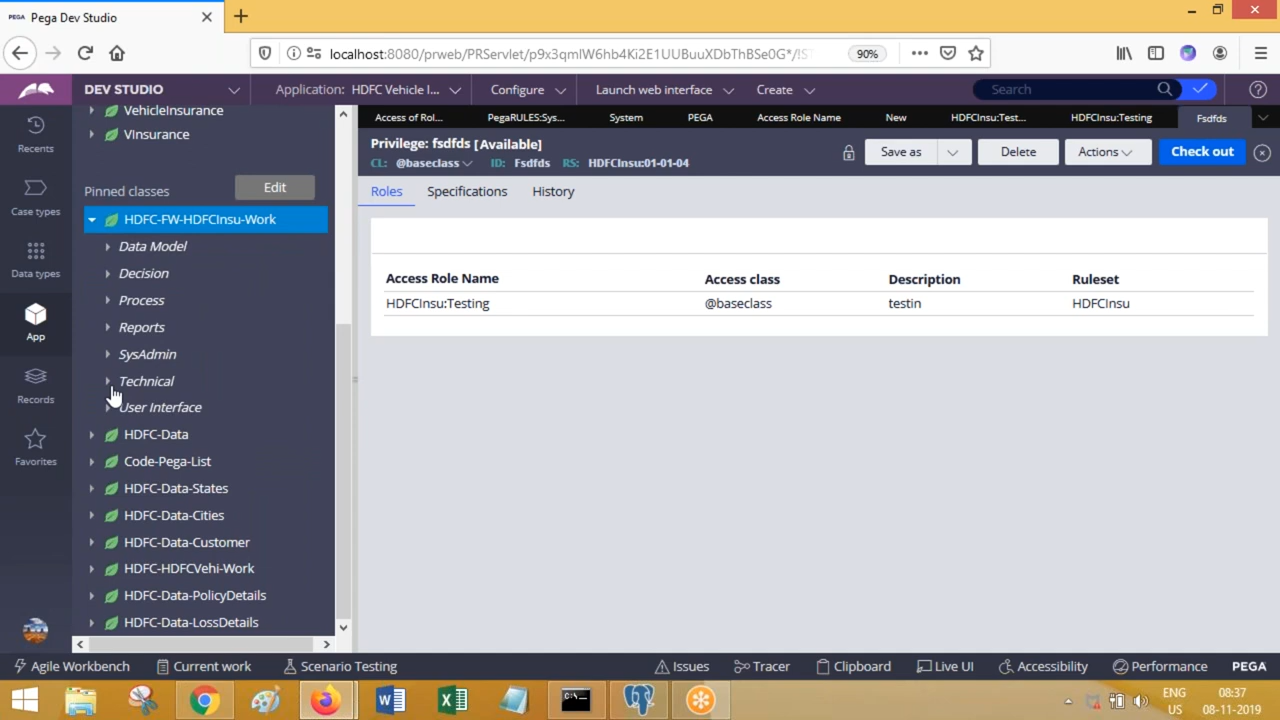 PEGA Pega Dev Studio
localhost:8080/prweb/PRServlet/p9x3qmlW6hb4Ki2E1UUBuuXDbThBSe0G*/!S 90%
DEV STUDIO Application: HDFC Vehicle I... Configure Launch web interface Create Search
VehicleInsurance
VInsurance
Recents
Case types
Data types
App
Records
Favorites
Pinned classes Edit
HDFC-FW-HDFCInsu-Work
Data Model
Decision
Process
Reports
SysAdmin
Technical
User Interface
HDFC-Data
Code-Pega-List
HDFC-Data-States
HDFC-Data-Cities
HDFC-Data-Customer
HDFC-HDFCVehi-Work
HDFC-Data-PolicyDetails
HDFC-Data-LossDetails
Access of Rol... PegaRULES:Sys... System PEGA Access Role Name New HDFCInsu:Test... HDFCInsu:Testing Fsdfds
Privilege: fsdfds [Available]
CL: @baseclass ID: Fsdfds RS: HDFCInsu:01-01-04
Save as Delete Actions Check out
Roles Specifications History
Access Role Name Access class Description Ruleset
HDFCInsu:Testing @baseclass testin HDFCInsu
Agile Workbench Current work Scenario Testing Issues Tracer Clipboard Live UI Accessibility Performance PEGA
ENG 08:37
US 08-11-2019